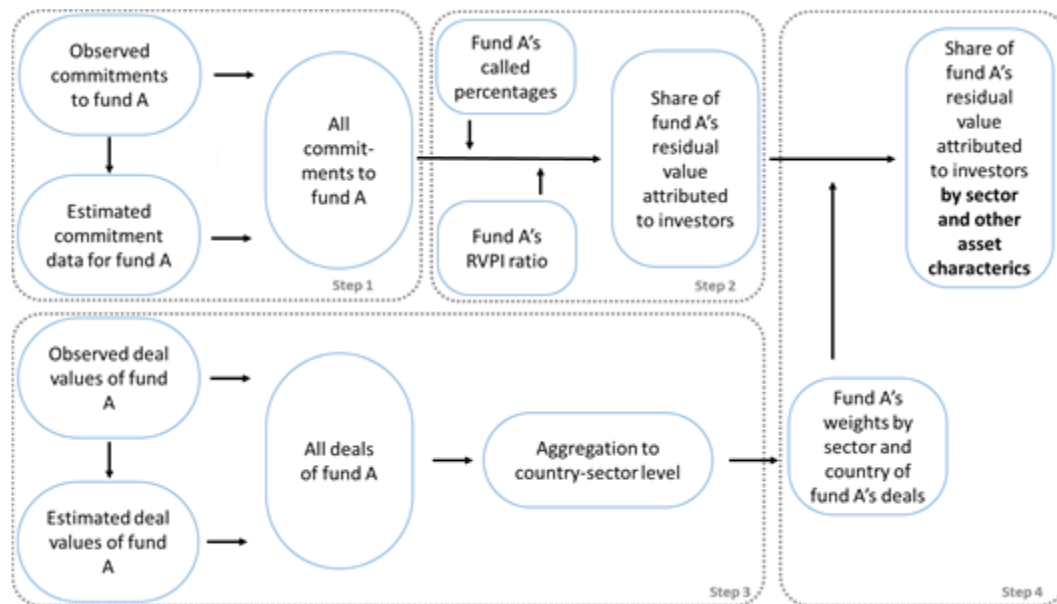 Observed
commitments
to fund A
Estimated
commitment
data for fund A
All
commit-
ments to
fund A
Step 1
Fund A's
called
percentages
Fund A's
RVPI ratio
Share of
fund A's
residual
value
attributed
to investors
Step 2
Observed deal
values of fund
A
Estimated deal
values of fund
A
All deals
of fund A
Aggregation to
country-sector
level
Step 3
Share of
fund A's
residual
value
attributed
to investors
by sector
and other
asset
characterics
Fund A's
weights by
sector and
country of
fund A's deals
Step 4